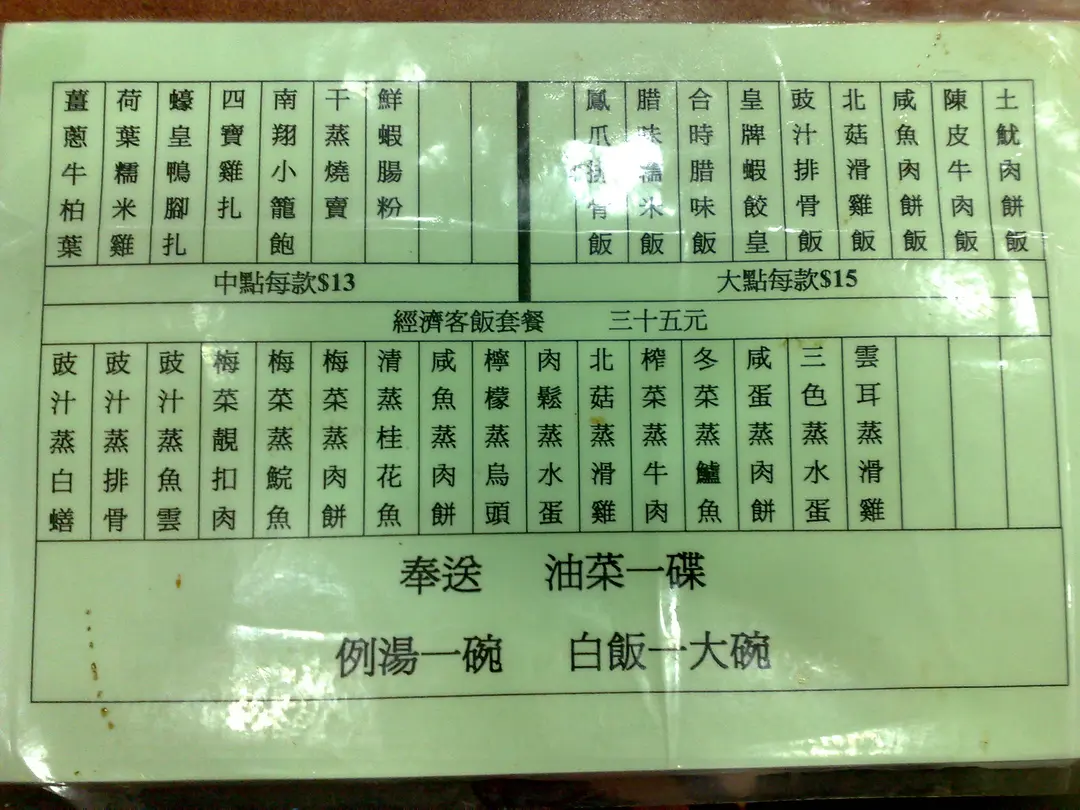 薑蔥牛柏葉
荷葉糯米雞
蠔皇鴨腳扎
四寶雞扎
南翔小籠飽
干蒸燒賣
鮮蝦腸粉
中點每款$13
鳳爪排骨飯
腊味糯米飯
合時腊味飯
皇牌蝦餃皇
豉汁排骨飯
北菇滑雞飯
咸魚肉餅飯
陳皮牛肉飯
土魷肉餅飯
大點每款$15
經濟客飯套餐 三十五元
豉汁蒸白鱔
豉汁蒸排骨
豉汁蒸魚雲
梅菜靚扣肉
梅菜蒸鯇魚
梅菜蒸肉餅
清蒸桂花魚
咸魚蒸肉餅
檸檬蒸烏頭
肉鬆蒸水蛋
北菇蒸滑雞
榨菜蒸牛肉
冬菜蒸鱸魚
咸蛋蒸肉餅
三色蒸水蛋
雲耳蒸滑雞
奉送 油菜一碟
例湯一碗 白飯一大碗